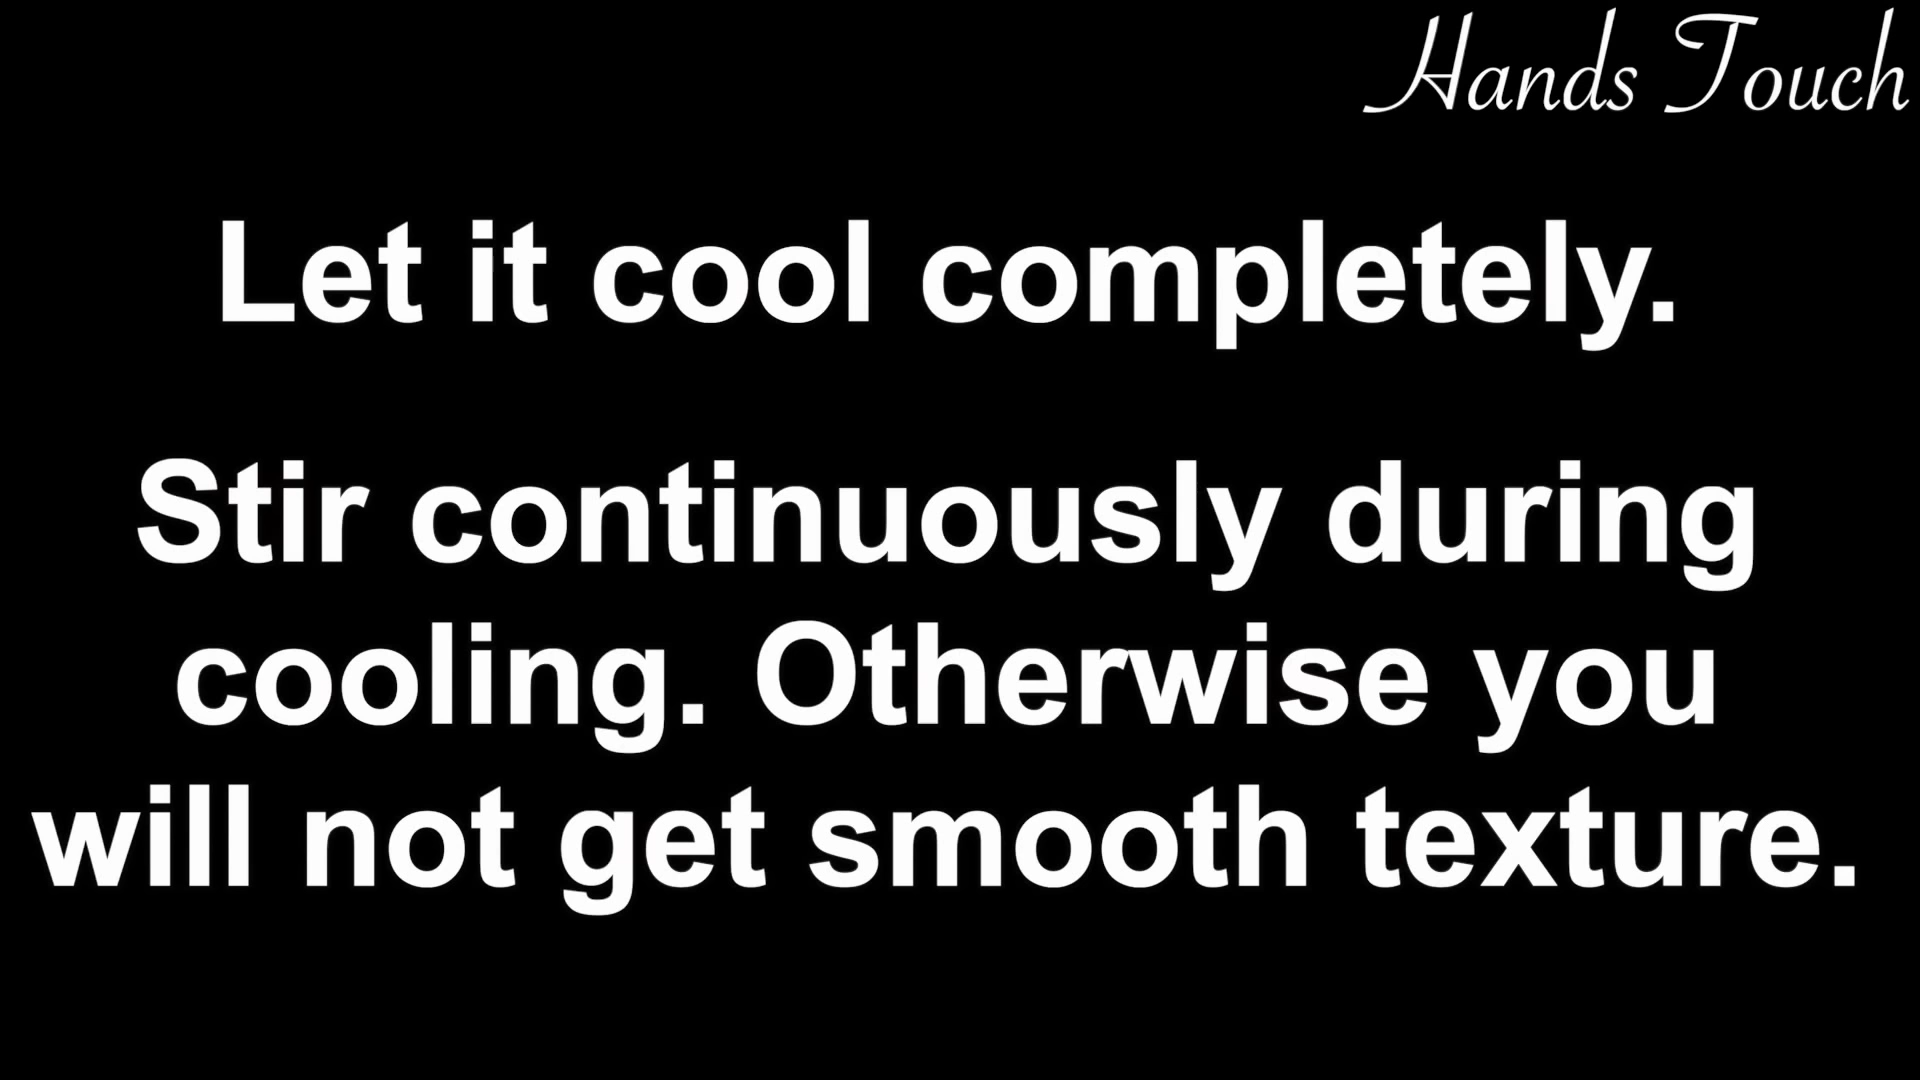 Hands Touch
Let it cool completely.
Stir continuously during
cooling. Otherwise you
will not get smooth texture.